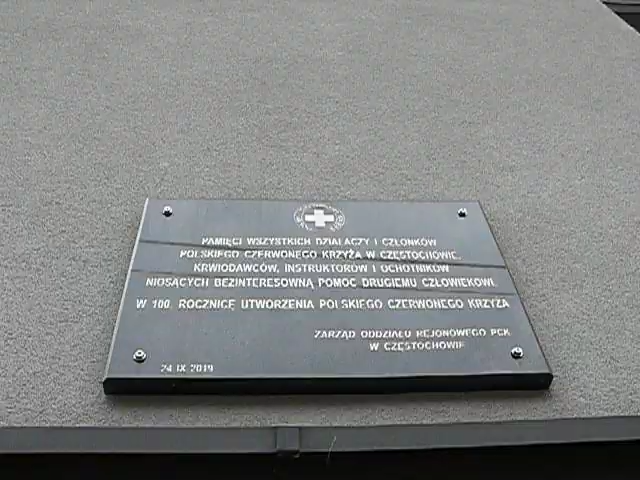 PAMIĘCI WSZYSTKICH DZIAŁACZY I CZŁONKÓW
POLSKIEGO CZERWONEGO KRZYŻA W CZĘSTOCHOWIE,
KRWIODAWCÓW, INSTRUKTORÓW I OCHOTNIKÓW
NIOSĄCYCH BEZINTERESOWNĄ POMOC DRUGIEMU CZŁOWIEKOWI.
W 100. ROCZNICĘ UTWORZENIA POLSKIEGO CZERWONEGO KRZYŻA
ZARZĄD ODDZIAŁU REJONOWEGO PCK
W CZĘSTOCHOWIE
24 IX 2019